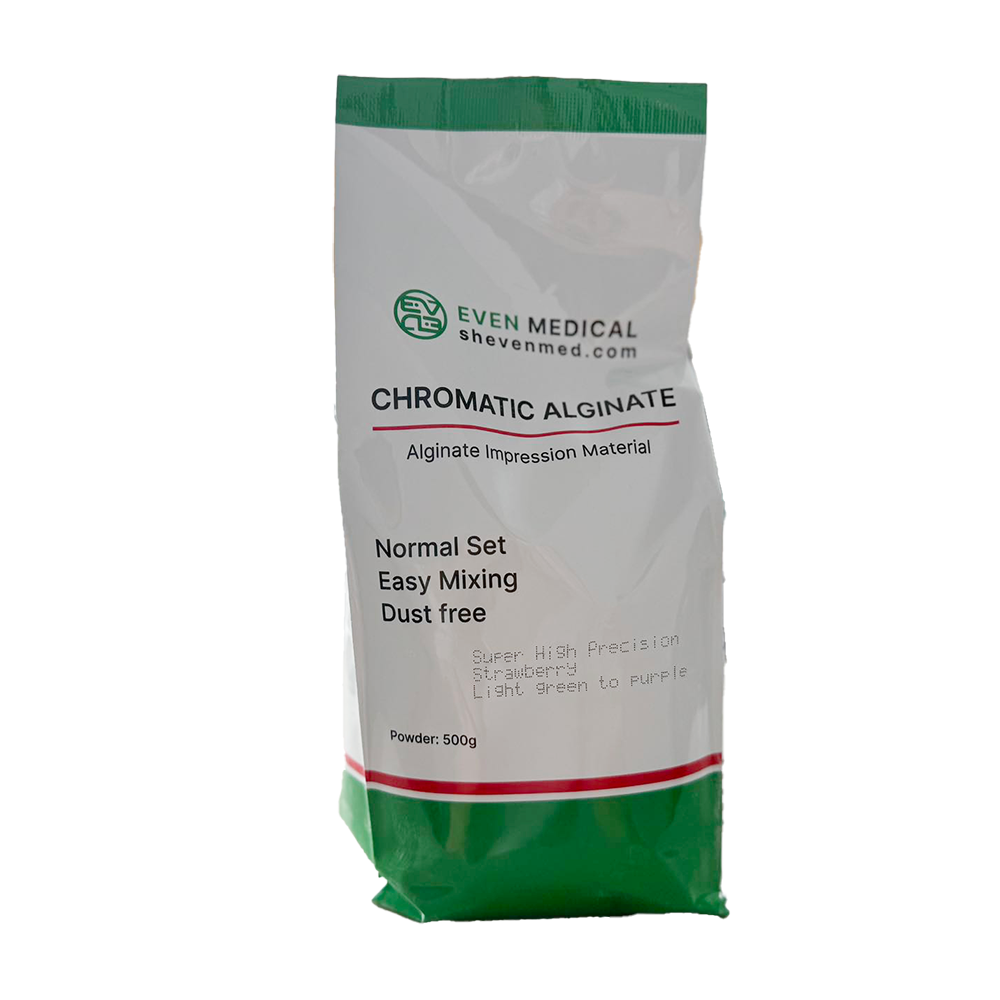 EVEN MEDICAL
shevenmed.com
CHROMATIC ALGINATE
Alginate Impression Material
Normal Set
Easy Mixing
Dust free
Super High Precision
Strawberry
Light green to purple
Powder: 500g